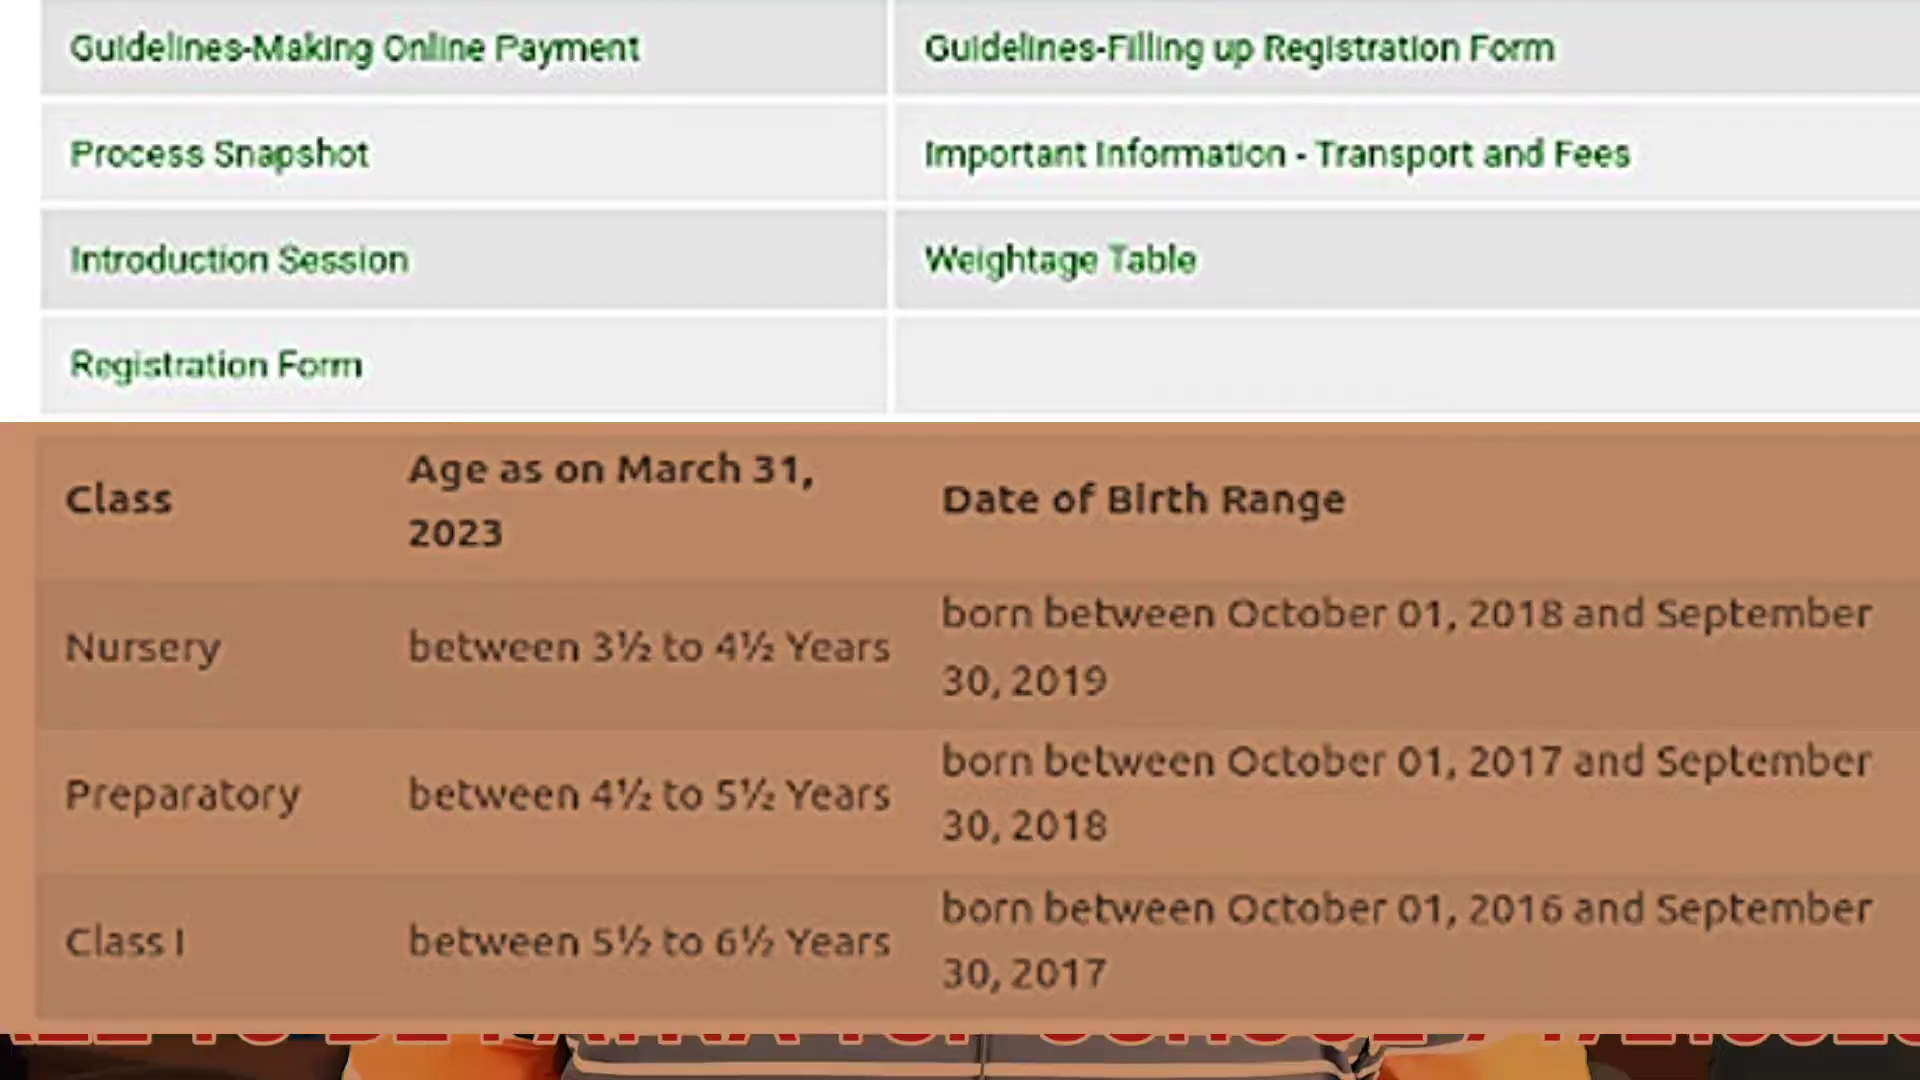 Guidelines-Making Online Payment
Guidelines-Filling up Registration Form
Process Snapshot
Important Information - Transport and Fees
Introduction Session
Weightage Table
Registration Form
Class
Age as on March 31,
2023
Date of Birth Range
Nursery
between 3½ to 4½ Years
born between October 01, 2018 and September
30, 2019
Preparatory
between 4½ to 5½ Years
born between October 01, 2017 and September
30, 2018
Class I
between 5½ to 6½ Years
born between October 01, 2016 and September
30, 2017